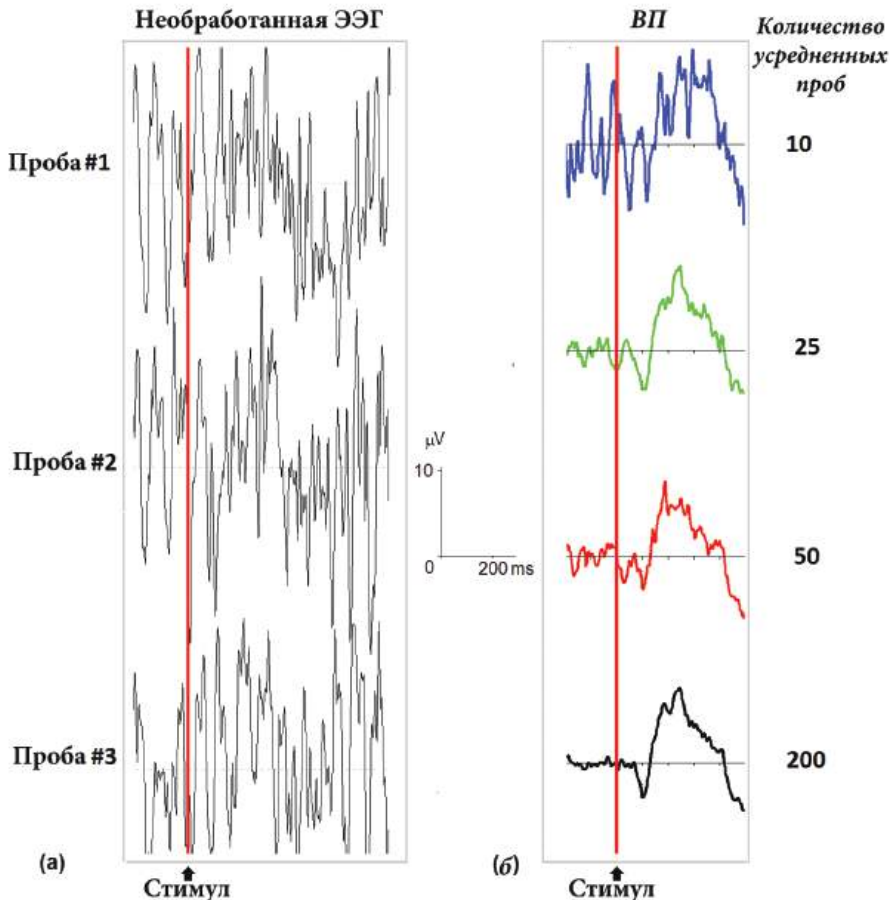 Необработанная ЭЭГ
ВП
Количество
усредненных
проб
Проба #1
10
25
μV
Проба #2
10
0
200 ms
50
Проба #3
200
(а)
(б)
Стимул
Стимул